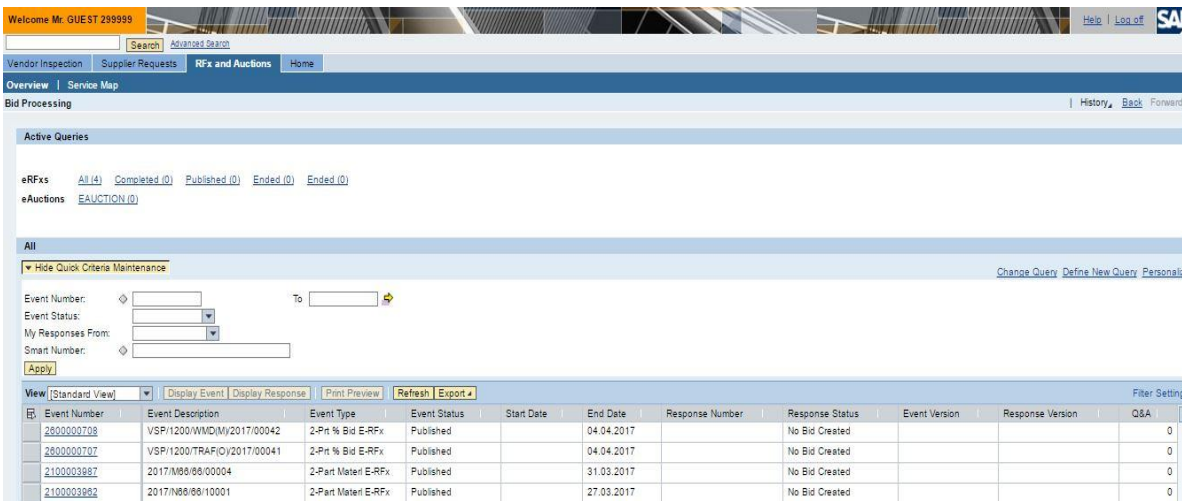 Welcome Mr. GUEST 299999 Help | Log off SA
Search Advanced Search
Vendor Inspection Supplier Requests RFx and Auctions Home
Overview | Service Map
Bid Processing | History Back Forward
Active Queries
eRFxs All (4) Completed (0) Published (0) Ended (0) Ended (0)
eAuctions EAUCTION (0)
All
Hide Quick Criteria Maintenance Change Query Define New Query Personaliz
Event Number: To
Event Status:
My Responses From:
Smart Number:
Apply
View [Standard View] Display Event Display Response Print Preview Refresh Export Filter Setting
Event Number Event Description Event Type Event Status Start Date End Date Response Number Response Status Event Version Response Version Q&A
2600000708 VSP/1200/WMD(M)/2017/00042 2-Prt % Bid E-RFx Published 04.04.2017 No Bid Created 0
2600000707 VSP/1200/TRAF(O)/2017/00041 2-Prt % Bid E-RFx Published 04.04.2017 No Bid Created 0
2100003987 2017/M66/66/00004 2-Part Materl E-RFx Published 31.03.2017 No Bid Created 0
2100003962 2017/N66/66/10001 2-Part Materl E-RFx Published 27.03.2017 No Bid Created 0